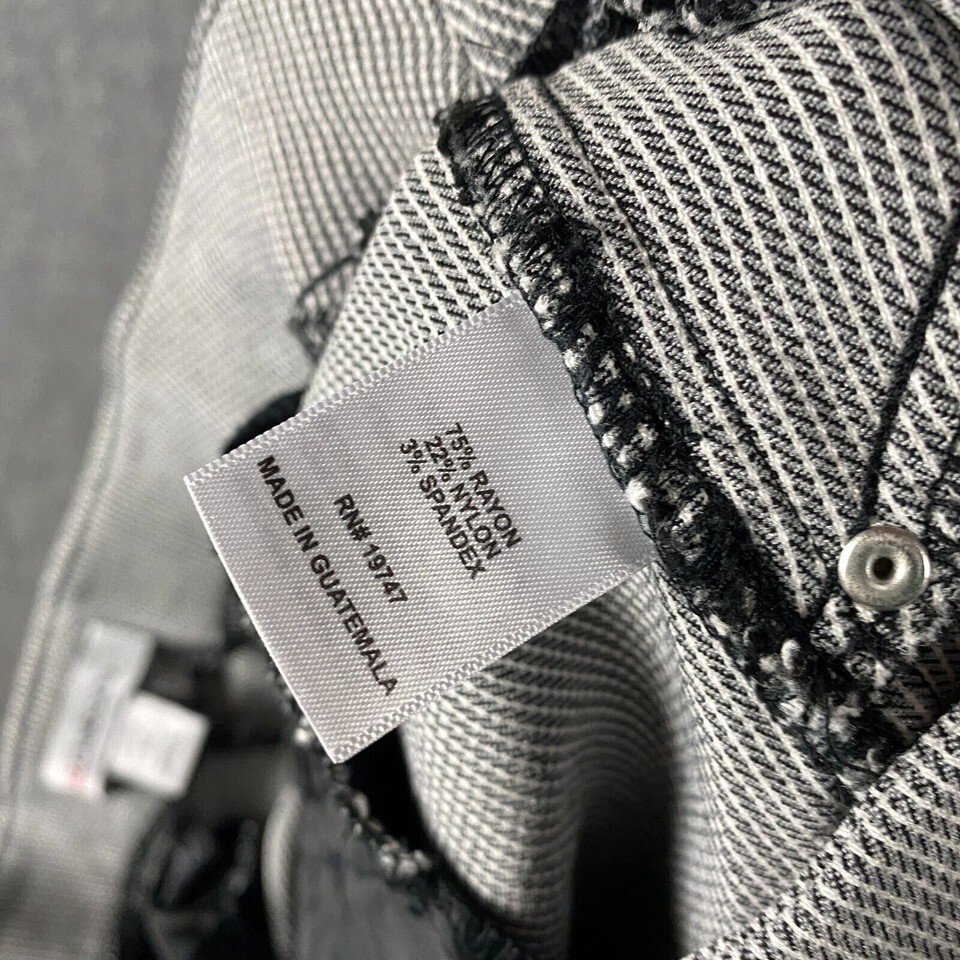 75% RAYON
22% NYLON
3% SPANDEX
RN# 19747
MADE IN GUATEMALA